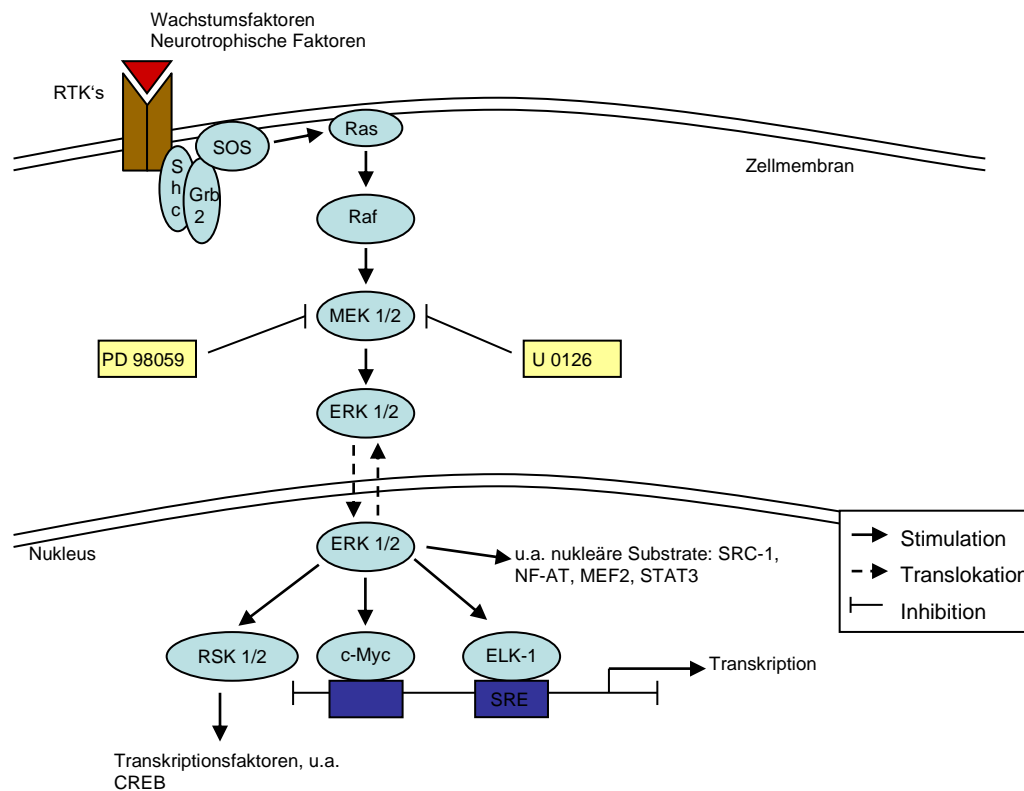 Wachstumsfaktoren
Neurotrophische Faktoren
RTK‘s
SOS
Ras
S
h
c
Grb
2
Zellmembran
Raf
MEK 1/2
PD 98059
U 0126
ERK 1/2
Nukleus
ERK 1/2
u.a. nukleäre Substrate: SRC-1,
NF-AT, MEF2, STAT3
Stimulation
Translokation
Inhibition
RSK 1/2
c-Myc
ELK-1
Transkription
SRE
Transkriptionsfaktoren, u.a.
CREB